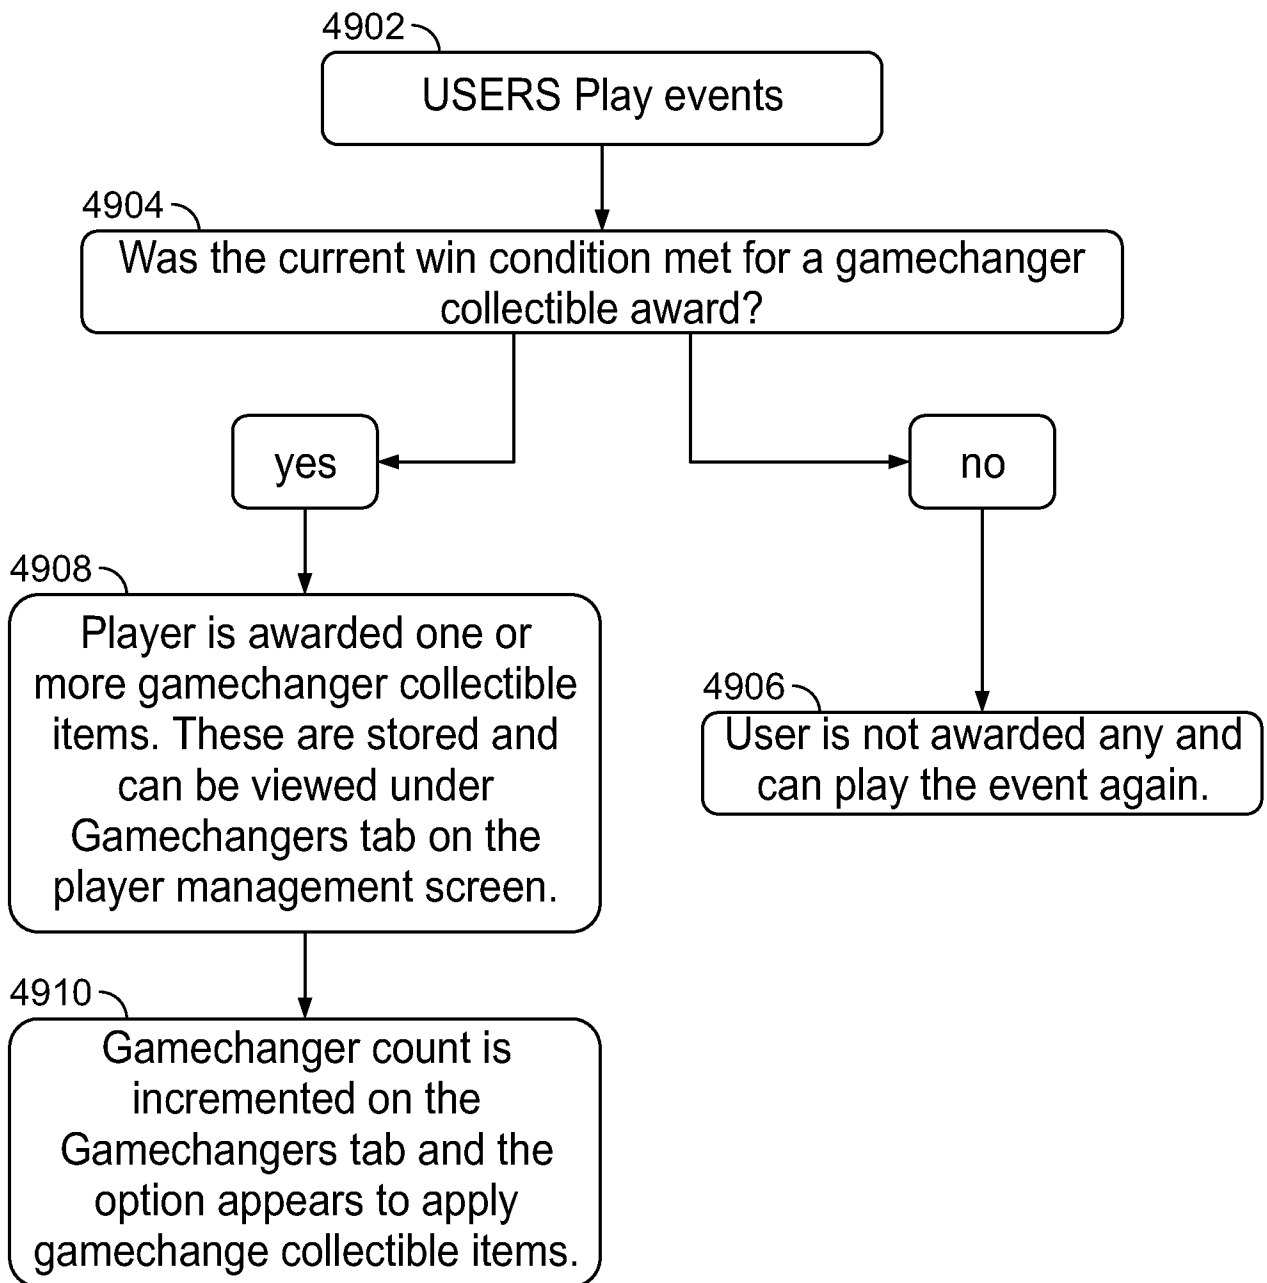 4902
USERS Play events
4904
Was the current win condition met for a gamechanger
collectible award?
yes
no
4908
Player is awarded one or
more gamechanger collectible
items. These are stored and
can be viewed under
Gamechangers tab on the
player management screen.
4906
User is not awarded any and
can play the event again.
4910
Gamechanger count is
incremented on the
Gamechangers tab and the
option appears to apply
gamechange collectible items.